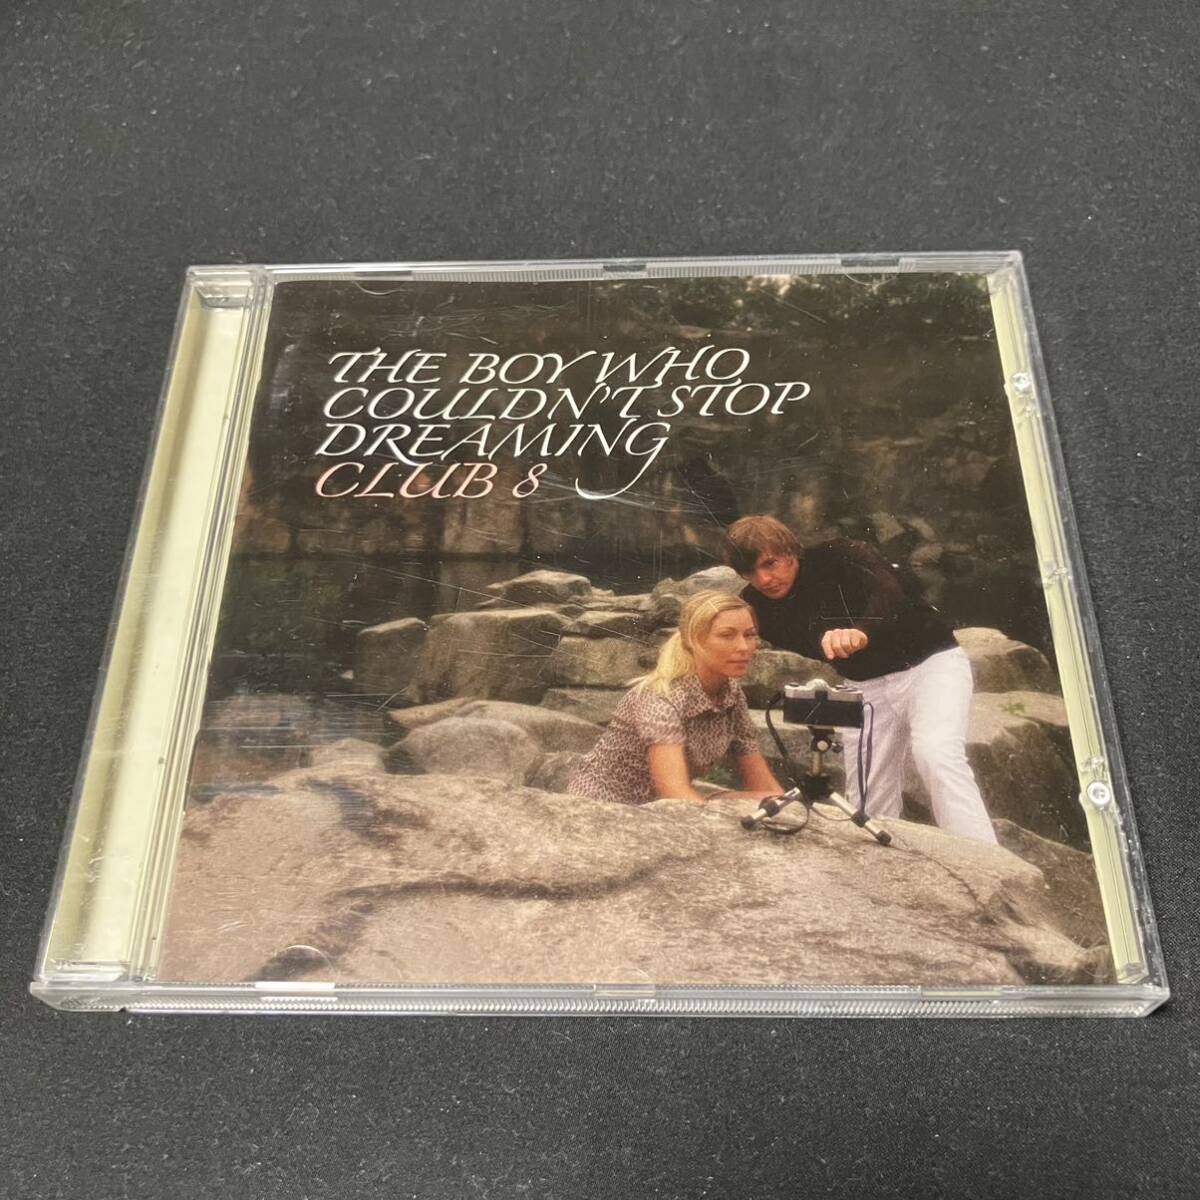 THE BOY WHO
COULDN'T STOP
DREAMING
CLUB 8